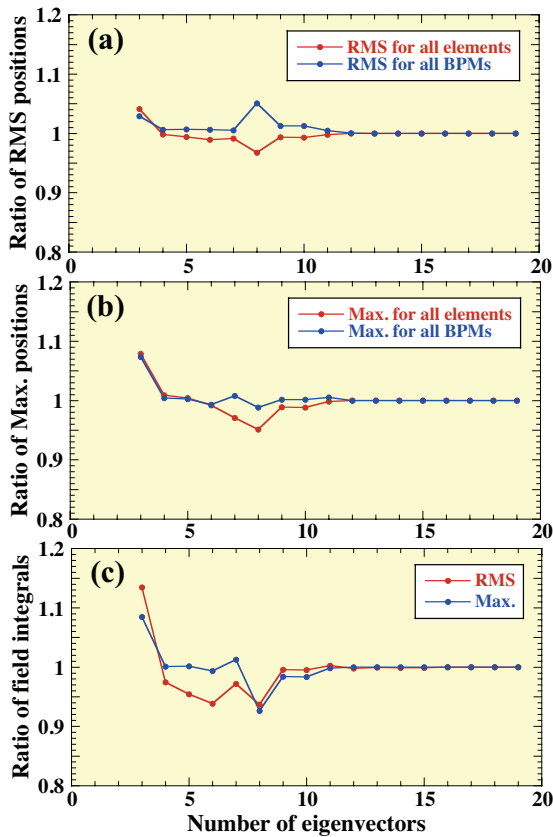 (a)
RMS for all elements
RMS for all BPMs
Ratio of RMS positions
1.2
1.1
1
0.9
0.8
0 5 10 15 20
(b)
Max. for all elements
Max. for all BPMs
Ratio of Max. positions
1.2
1.1
1
0.9
0.8
0 5 10 15 20
(c)
RMS
Max.
Ratio of field integrals
1.2
1.1
1
0.9
0.8
0 5 10 15 20
Number of eigenvectors